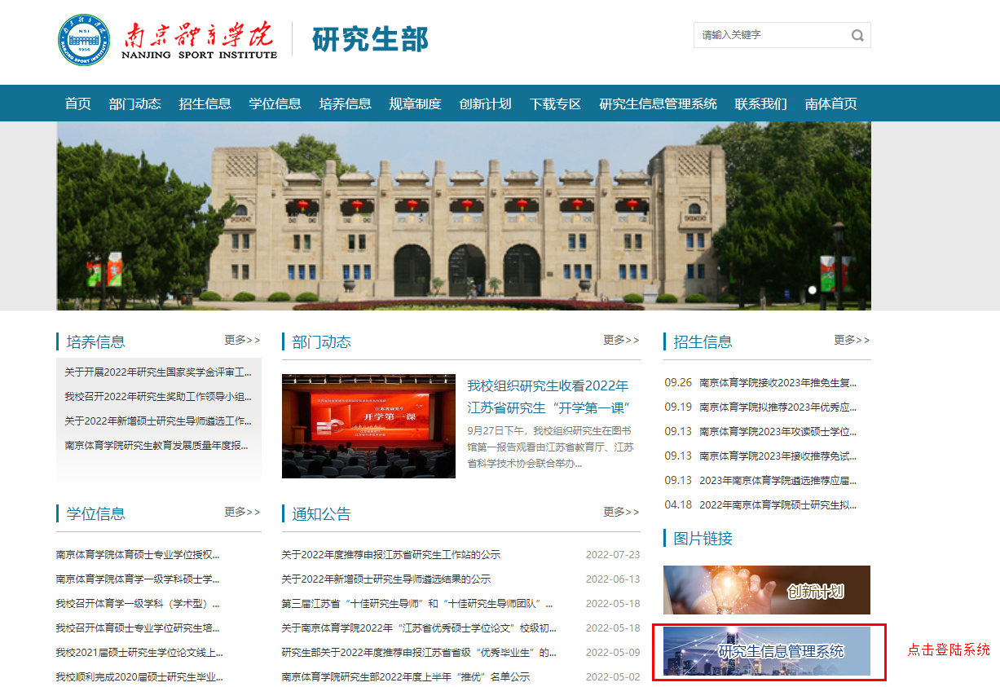 南京體育學院
NANJING SPORT INSTITUTE
研究生部
请输入关键字
首页 部门动态 招生信息 学位信息 培养信息 规章制度 创新计划 下载专区 研究生信息管理系统 联系我们 南体首页
培养信息 更多>>
关于开展2022年研究生国家奖学金评审工...
我校召开2022年研究生奖助工作领导小组...
关于2022年新增硕士研究生导师遴选工作...
南京体育学院研究生教育发展质量年度报...
部门动态 更多>>
开学第一课
我校组织研究生收看2022年
江苏省研究生“开学第一课”
9月27日下午，我校组织研究生在图书
馆第一报告观看由江苏省教育厅、江苏
省科学技术协会联合举办...
招生信息 更多>>
09.26 南京体育学院接收2023年推免生复...
09.19 南京体育学院拟推荐2023年优秀应...
09.13 南京体育学院2023年攻读硕士学位...
09.13 南京体育学院2023年接收推荐免试...
09.13 2023年南京体育学院遴选推荐应届...
04.18 2022年南京体育学院硕士研究生拟...
学位信息 更多>>
南京体育学院体育硕士专业学位授权...
南京体育学院体育学一级学科硕士学...
我校召开体育学一级学科（学术型）...
我校召开体育硕士专业学位研究生培...
我校2021届硕士研究生学位论文线上...
我校顺利完成2020届硕士研究生毕业...
通知公告 更多>>
关于2022年度推荐申报江苏省研究生工作站的公示 2022-07-23
关于2022年新增硕士研究生导师遴选结果的公示 2022-06-13
第三届江苏省“十佳研究生导师”和“十佳研究生导师团队”... 2022-05-18
关于南京体育学院2022年“江苏省优秀硕士学位论文”校级初... 2022-05-18
研究生部关于2022年度推荐申报江苏省省级“优秀毕业生”的... 2022-05-09
南京体育学院研究生部2022年度上半年“推优”名单公示 2022-05-02
图片链接
创新计划
研究生信息管理系统
点击登陆系统